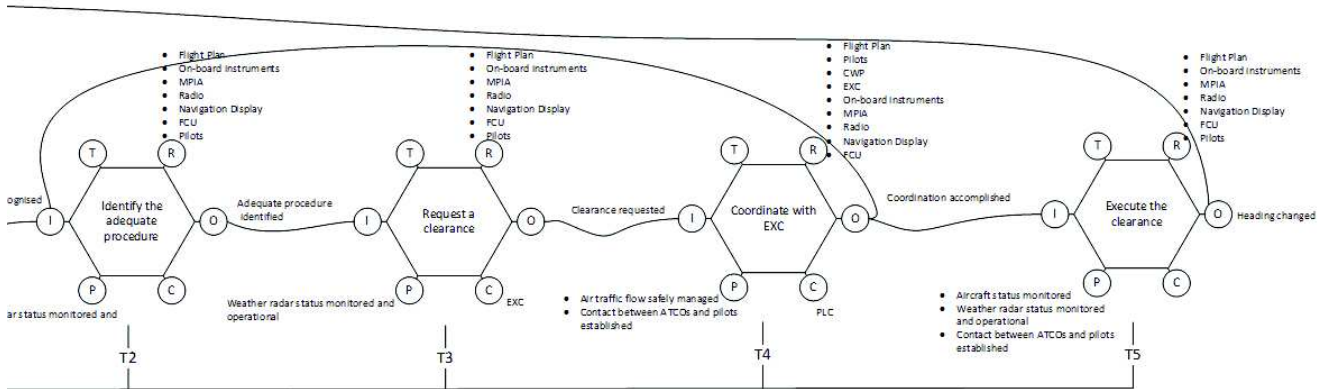 Flight Plan
On-board Instruments
MPIA
Radio
Navigation Display
FCU
Pilots
T
R
ognised
I
Identify the
adequate
procedure
O
P
C
ar status monitored and
T2
Adequate procedure
identified
Flight Plan
On-board Instruments
MPIA
Radio
Navigation Display
FCU
Pilots
T
R
I
Request a
clearance
O
P
C
EXC
Weather radar status monitored and
operational
T3
Clearance requested
Flight Plan
Pilots
CWP
EXC
On-board Instruments
MPIA
Radio
Navigation Display
FCU
T
R
I
Coordinate with
EXC
O
P
C
PLC
Air traffic flow safely managed
Contact between ATCOs and pilots
established
T4
Coordination accomplished
Flight Plan
On-board Instruments
MPIA
Radio
Navigation Display
FCU
Pilots
T
R
I
Execute the
clearance
O
Heading changed
P
C
Aircraft status monitored
Weather radar status monitored
and operational
Contact between ATCOs and pilots
established
T5